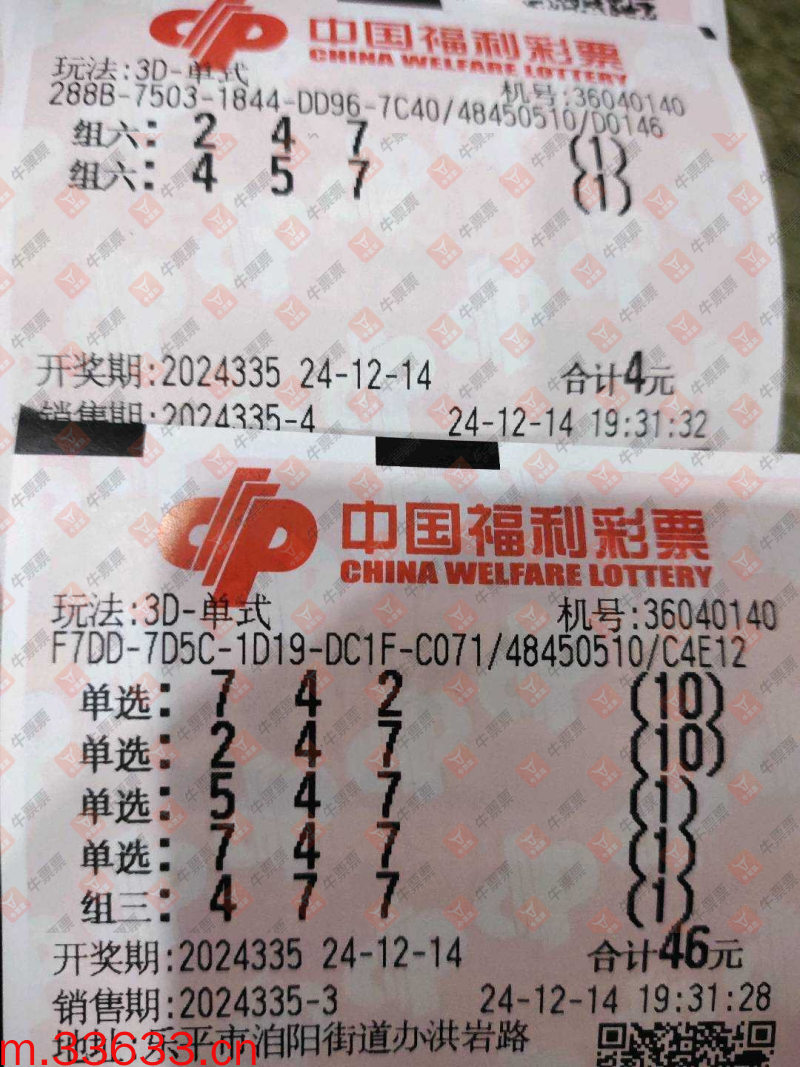 中国福利彩票
CHINA WELFARE LOTTERY
玩法:3D-单式 机号:36040140
288B-7503-1844-DD96-7C40/48450510/D0146
组六: 2 4 7 (1)
组六: 4 5 7 (1)
开奖期:2024335 24-12-14 合计4元
销售期:2024335-4 24-12-14 19:31:32
中国福利彩票
CHINA WELFARE LOTTERY
玩法:3D-单式 机号:36040140
F7DD-7D5C-1D19-DC1F-C071/48450510/C4E12
单选: 7 4 2 (10)
单选: 2 4 7 (10)
单选: 5 4 7 (1)
单选: 7 4 7 (1)
组三: 4 7 7 (1)
开奖期:2024335 24-12-14 合计46元
销售期:2024335-3 24-12-14 19:31:28
地址:乐平市洎阳街道办洪岩路
m.33633.cn
牛票票